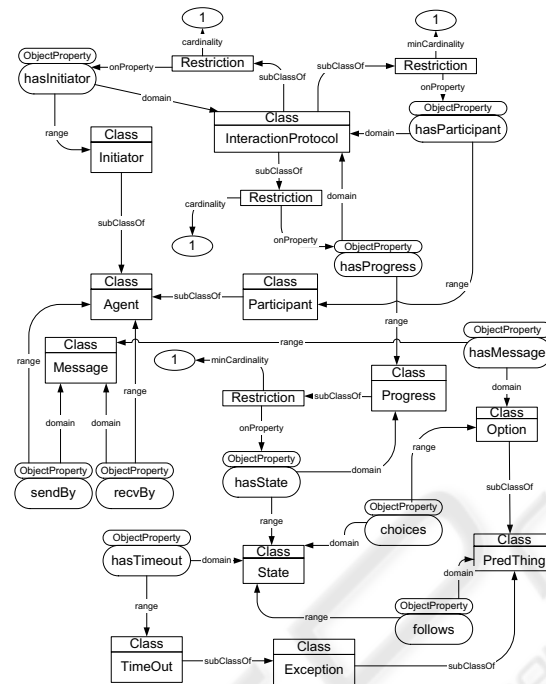 1
1
cardinality
minCardinality
ObjectProperty
hasInitiator
onProperty
Restriction
subClassOf
subClassOf
Restriction
onProperty
domain
ObjectProperty
hasParticipant
range
Class
Initiator
Class
InteractionProtocol
domain
subClassOf
subClassOf
cardinality
Restriction
domain
1
onProperty
ObjectProperty
hasProgress
range
Class
Agent
subClassOf
Class
Participant
range
ObjectProperty
hasMessage
range
Class
Message
range
range
1
minCardinality
Class
Progress
domain
Restriction
subClassOf
Class
Option
domain
domain
onProperty
range
ObjectProperty
sendBy
ObjectProperty
recvBy
ObjectProperty
hasState
domain
subClassOf
ObjectProperty
choices
range
ObjectProperty
hasTimeout
domain
Class
State
domain
Class
PredThing
domain
range
range
ObjectProperty
follows
Class
TimeOut
subClassOf
Class
Exception
subClassOf